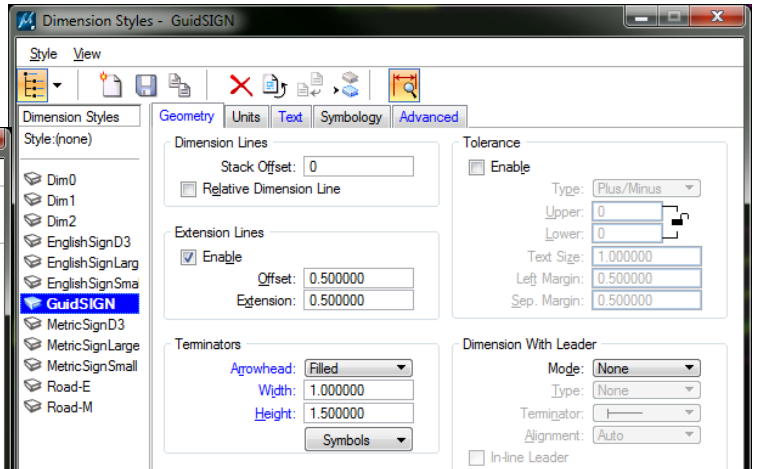 Dimension Styles - GuidSIGN
Style View
Dimension Styles
Style:(none)
Dim0
Dim1
Dim2
EnglishSignD3
EnglishSignLarg
EnglishSignSmal
GuidSIGN
MetricSignD3
MetricSignLarge
MetricSignSmall
Road-E
Road-M
Geometry Units Text Symbology Advanced
Dimension Lines
Stack Offset: 0
Relative Dimension Line
Extension Lines
Enable
Offset: 0.500000
Extension: 0.500000
Terminators
Arrowhead: Filled
Width: 1.000000
Height: 1.500000
Symbols
Tolerance
Enable
Type: Plus/Minus
Upper: 0
Lower: 0
Text Size: 1.000000
Left Margin: 0.500000
Sep. Margin: 0.500000
Dimension With Leader
Mode: None
Type: None
Terminator:
Alignment: Auto
In-line Leader